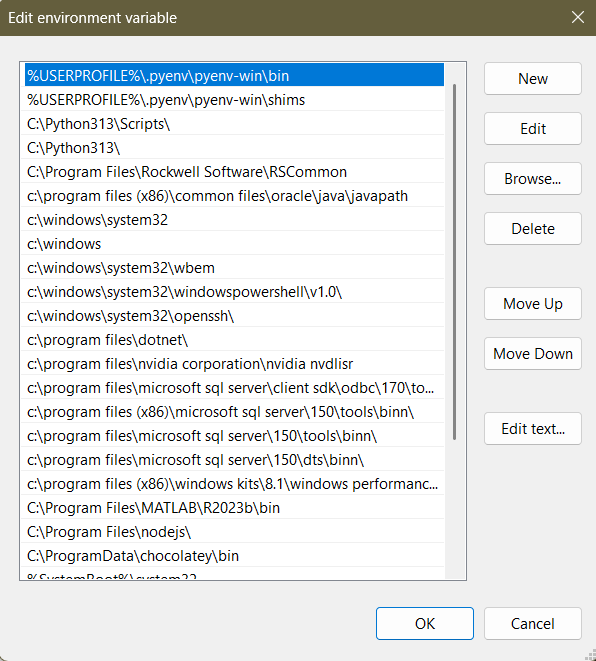 Edit environment variable
%USERPROFILE%\.pyenv\pyenv-win\bin
%USERPROFILE%\.pyenv\pyenv-win\shims
C:\Python313\Scripts\
C:\Python313\
C:\Program Files\Rockwell Software\RSCommon
c:\program files (x86)\common files\oracle\java\javapath
c:\windows\system32
c:\windows
c:\windows\system32\wbem
c:\windows\system32\windowspowershell\v1.0\
c:\windows\system32\openssh\
c:\program files\dotnet\
c:\program files\nvidia corporation\nvidia nvdlisr
c:\program files\microsoft sql server\client sdk\odbc\170\to...
c:\program files (x86)\microsoft sql server\150\tools\binn\
c:\program files\microsoft sql server\150\tools\binn\
c:\program files\microsoft sql server\150\dts\binn\
c:\program files (x86)\windows kits\8.1\windows performanc...
C:\Program Files\MATLAB\R2023b\bin
C:\Program Files\nodejs\
C:\ProgramData\chocolatey\bin
%SystemRoot%\system32
New
Edit
Browse...
Delete
Move Up
Move Down
Edit text...
OK
Cancel